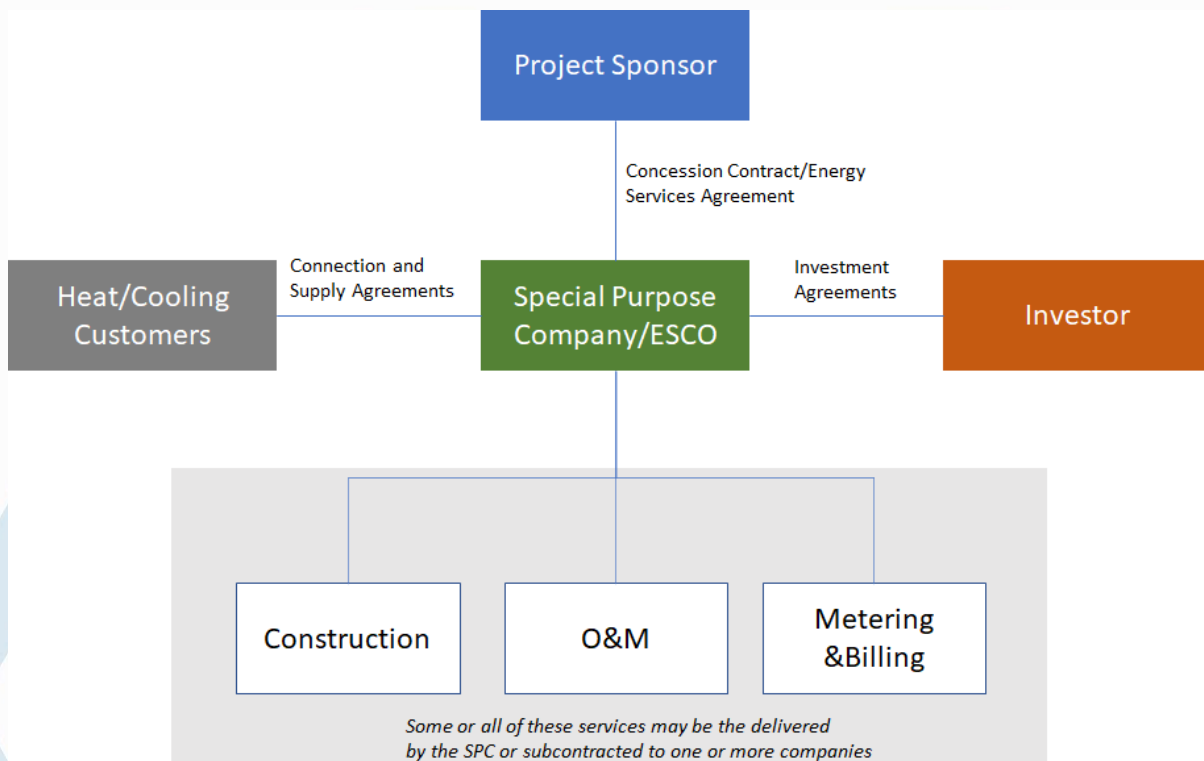 Project Sponsor
Concession Contract/Energy
Services Agreement
Connection and
Supply Agreements
Investment
Agreements
Heat/Cooling
Customers
Special Purpose
Company/ESCO
Investor
Construction
O&M
Metering
&Billing
Some or all of these services may be the delivered
by the SPC or subcontracted to one or more companies